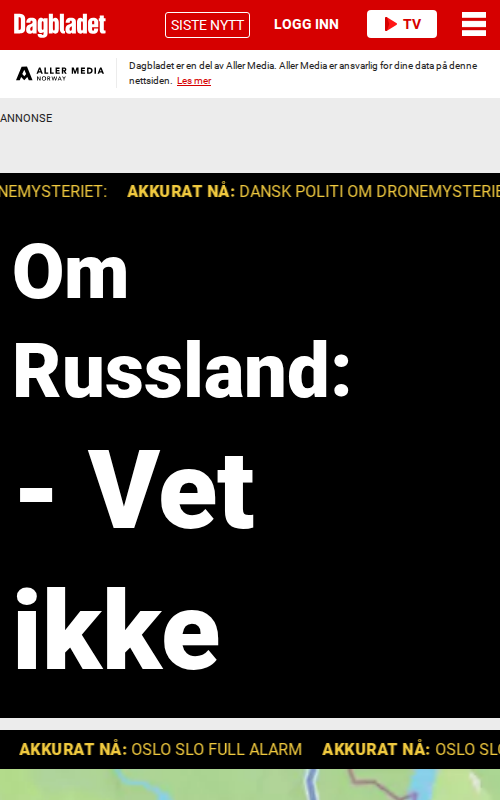 Dagbladet
SISTE NYTT
LOGG INN
TV
ALLER MEDIA
NORWAY
Dagbladet er en del av Aller Media. Aller Media er ansvarlig for dine data på denne
nettsiden. Les mer
ANNONSE
NEMYSTERIET: AKKURAT NÅ: DANSK POLITI OM DRONEMYSTERIE
Om
Russland:
- Vet
ikke
AKKURAT NÅ: OSLO SLO FULL ALARM AKKURAT NÅ: OSLO SLO